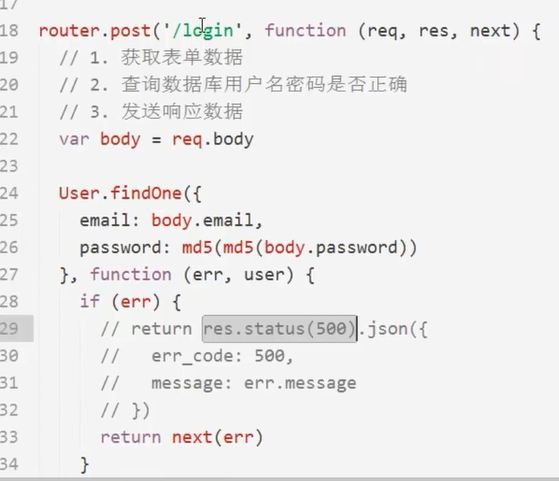 17
18 router.post('/login', function (req, res, next) {
19 // 1. 获取表单数据
20 // 2. 查询数据库用户名密码是否正确
21 // 3. 发送响应数据
22 var body = req.body
23
24 User.findOne({
25 email: body.email,
26 password: md5(md5(body.password))
27 }, function (err, user) {
28 if (err) {
29 // return res.status(500).json({
30 // err_code: 500,
31 // message: err.message
32 // })
33 return next(err)
34 }